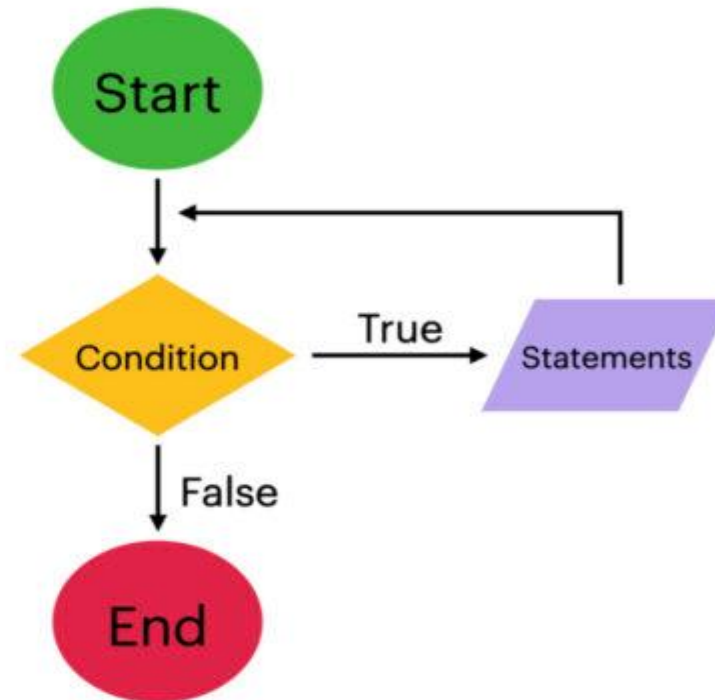 Start
True
Condition
Statements
False
End